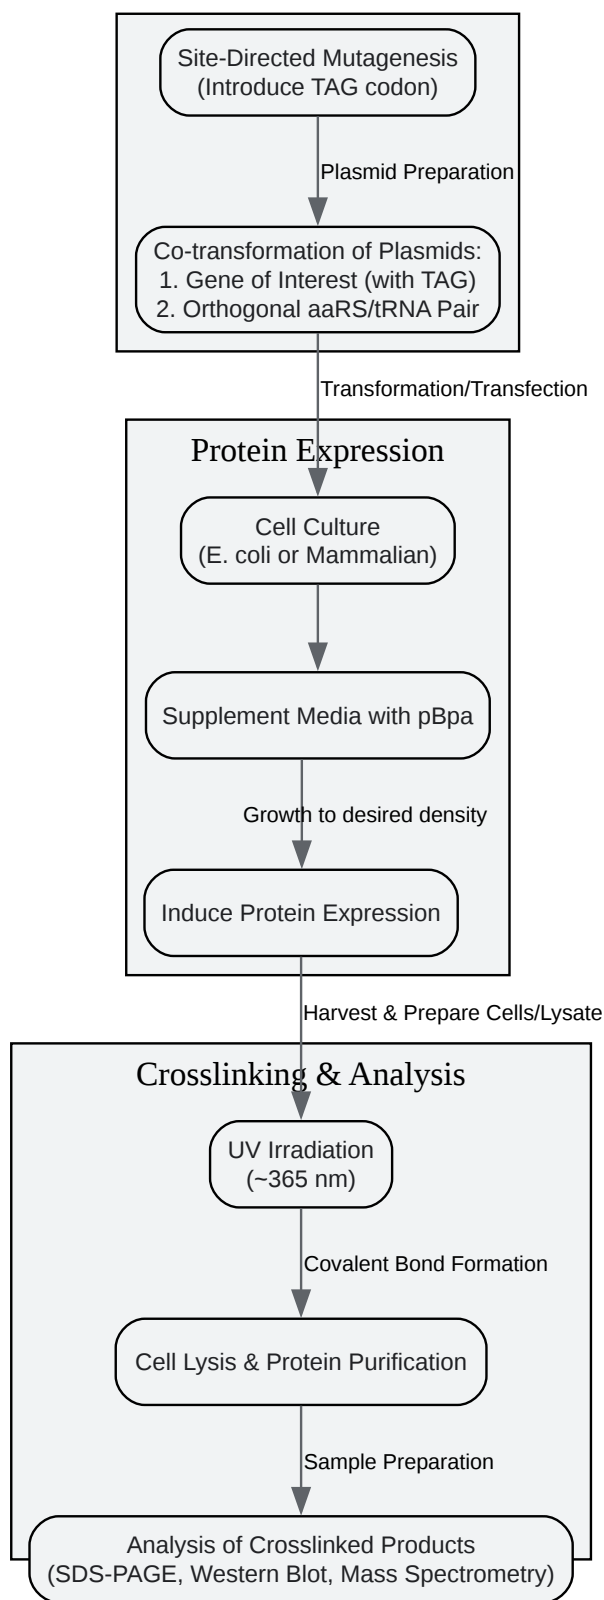 Site-Directed Mutagenesis
(Introduce TAG codon)
Plasmid Preparation
Co-transformation of Plasmids:
1. Gene of Interest (with TAG)
2. Orthogonal aaRS/tRNA Pair
Transformation/Transfection
Protein Expression
Cell Culture
(E. coli or Mammalian)
Supplement Media with pBpa
Growth to desired density
Induce Protein Expression
Harvest & Prepare Cells/Lysate
Crosslinking & Analysis
UV Irradiation
(~365 nm)
Covalent Bond Formation
Cell Lysis & Protein Purification
Sample Preparation
Analysis of Crosslinked Products
(SDS-PAGE, Western Blot, Mass Spectrometry)